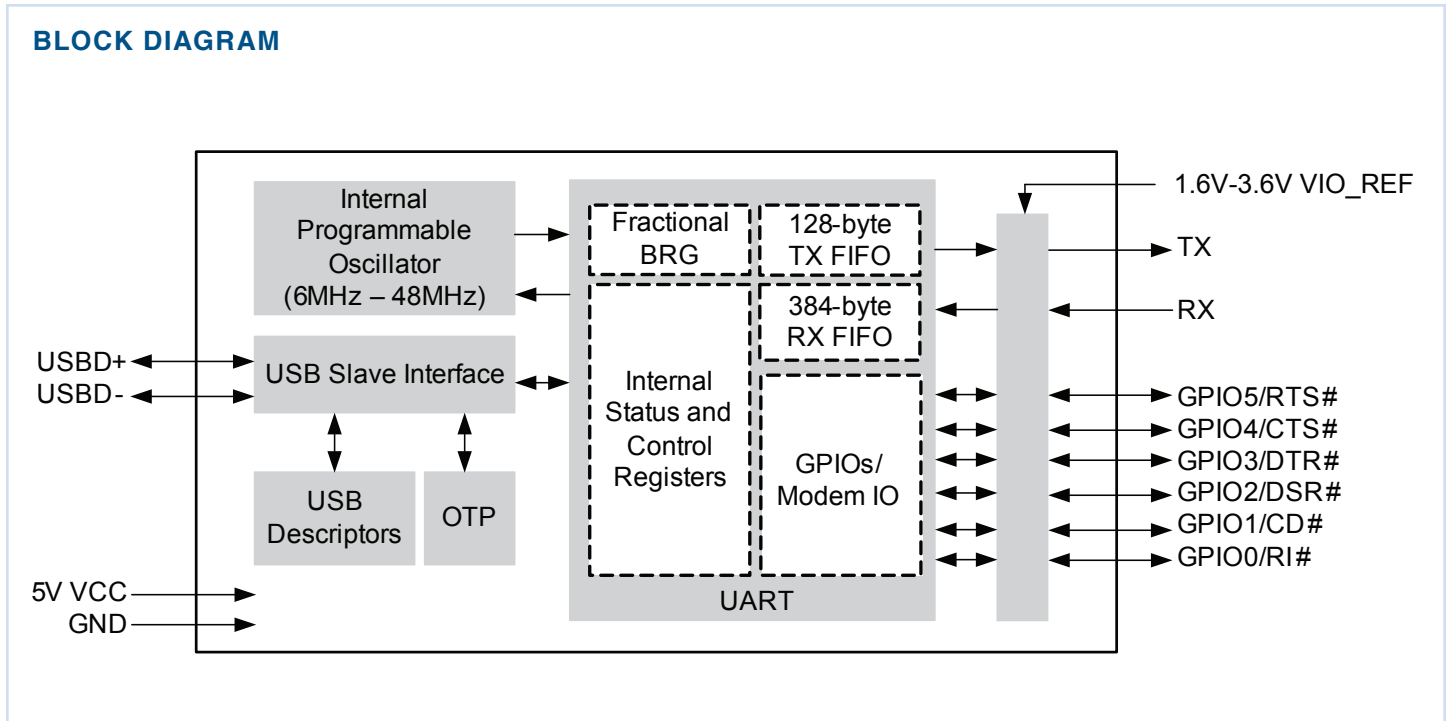 BLOCK DIAGRAM
Internal
Programmable
Oscillator
(6MHz – 48MHz)
Fractional
BRG
128-byte
TX FIFO
384-byte
RX FIFO
1.6V-3.6V VIO_REF
TX
RX
USBD+
USBD-
USB Slave Interface
Internal
Status and
Control
Registers
GPIOs/
Modem IO
GPIO5/RTS#
GPIO4/CTS#
GPIO3/DTR#
GPIO2/DSR#
GPIO1/CD#
GPIO0/RI#
USB
Descriptors
OTP
5V VCC
GND
UART